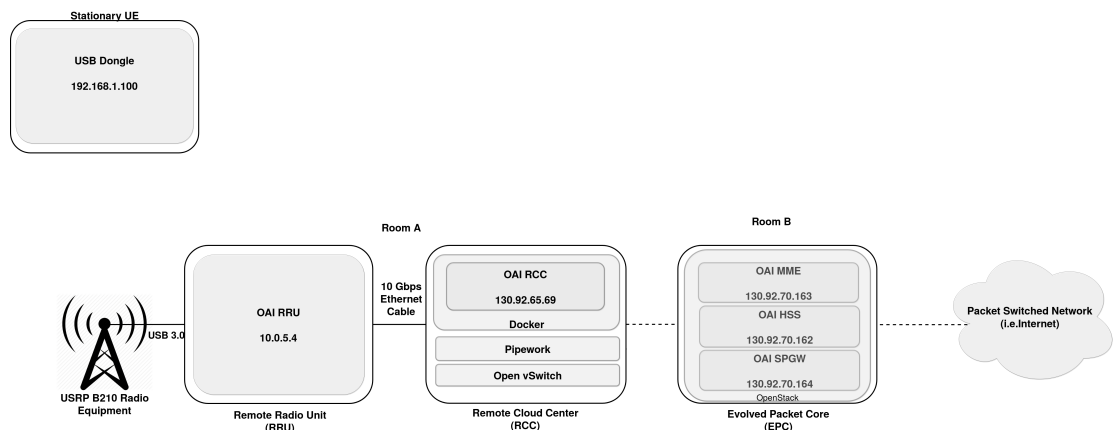 Stationary UE
USB Dongle
192.168.1.100
Room A
Room B
USB 3.0
USRP B210 Radio
Equipment
OAI RRU
10.0.5.4
Remote Radio Unit
(RRU)
10 Gbps
Ethernet
Cable
OAI RCC
130.92.65.69
Docker
Pipework
Open vSwitch
Remote Cloud Center
(RCC)
OAI MME
130.92.70.163
OAI HSS
130.92.70.162
OAI SPGW
130.92.70.164
OpenStack
Evolved Packet Core
(EPC)
Packet Switched Network
(i.e.Internet)